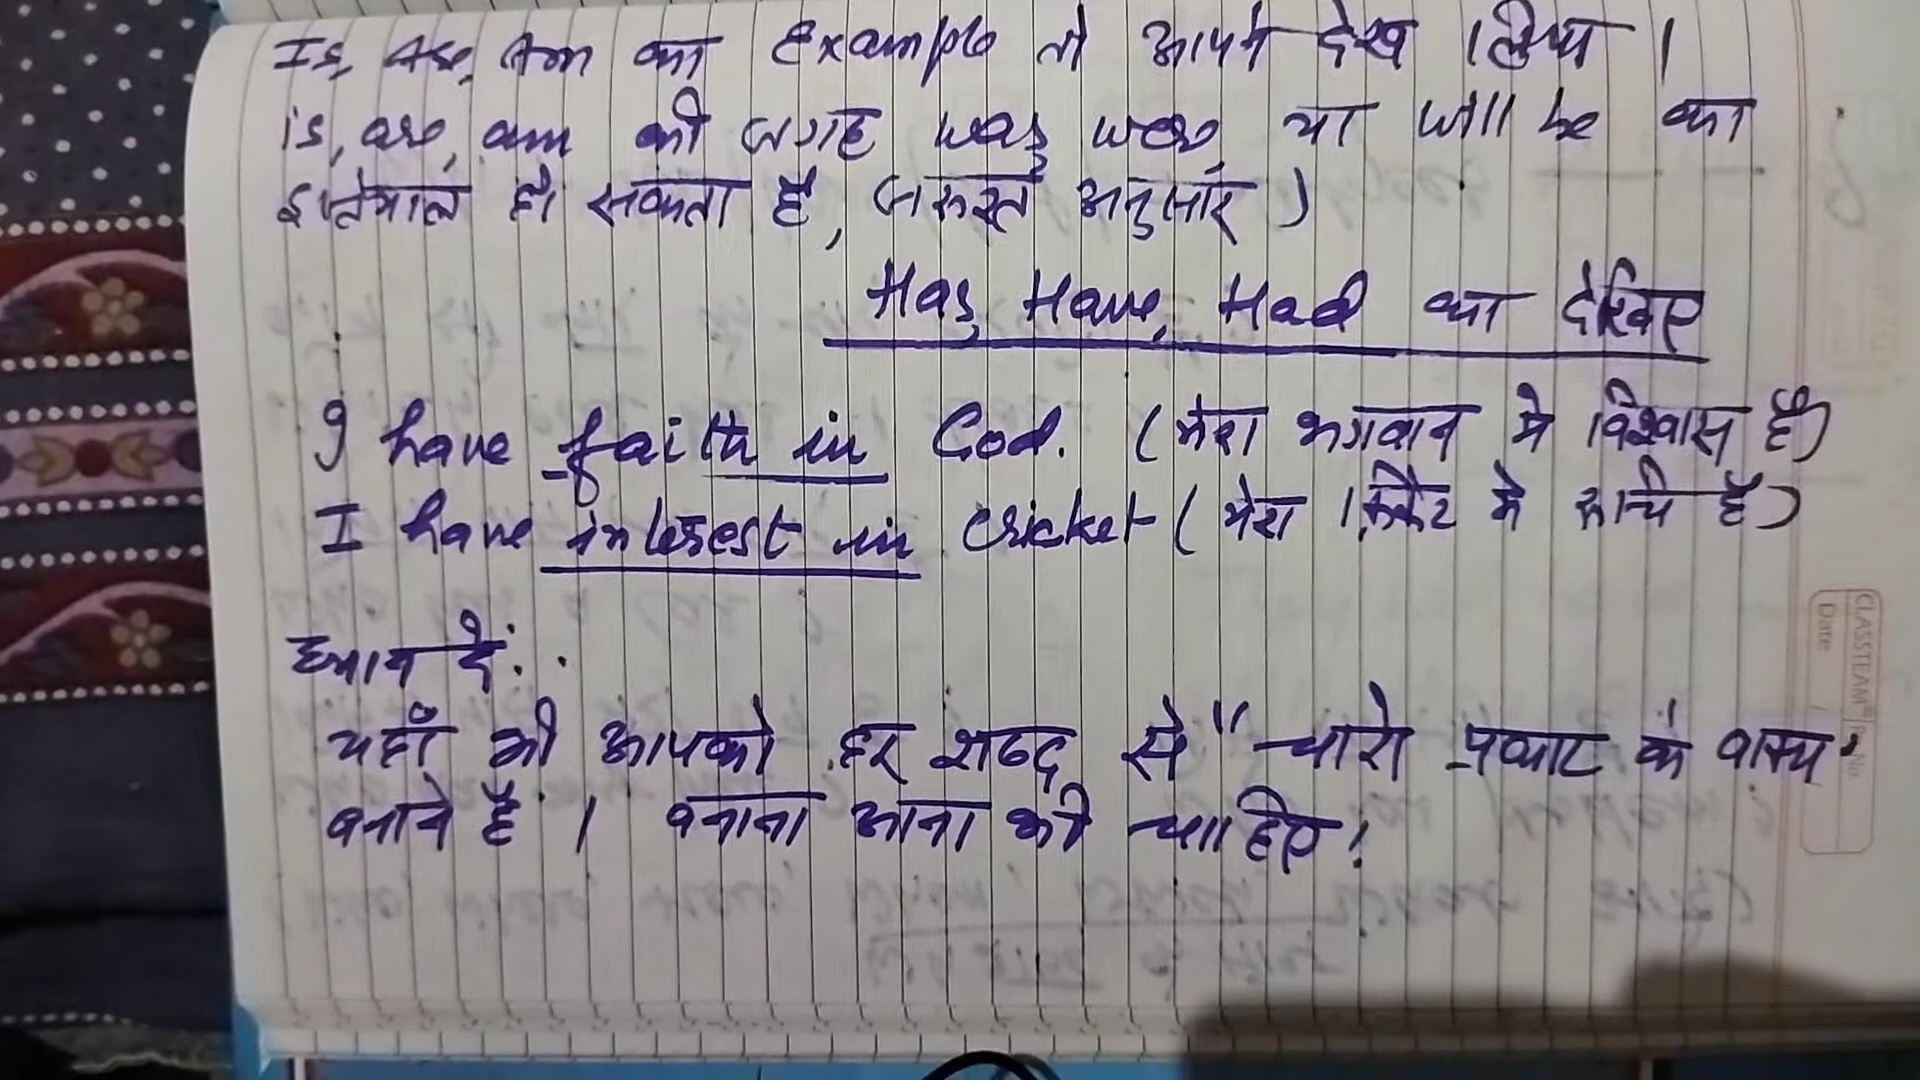 Is, Are, Am का Example तो आपने देख लिया ।
is, are, am की जगह was, were, या will be का
इस्तेमाल हो सकता है, जरूरत अनुसार)
Has, Have, Had का देखिए
I have faith in God. (मेरा भगवान मे विश्वास है)
I have interest in cricket (मेरा क्रिकेट मे रूचि है)
ध्यान दे:
यहाँ भी आपको हर शब्द से " चारो प्रकार के वाक्य
बनाने है । बनाना आना भी चाहिए।
CLASSTEAM
Date